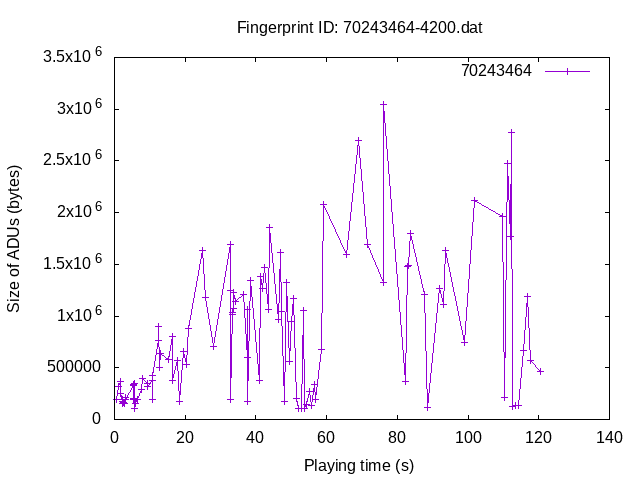 Fingerprint ID: 70243464-4200.dat
70243464
3.5x10^6
3x10^6
2.5x10^6
2x10^6
1.5x10^6
1x10^6
500000
0
0 20 40 60 80 100 120 140
Size of ADUs (bytes)
Playing time (s)